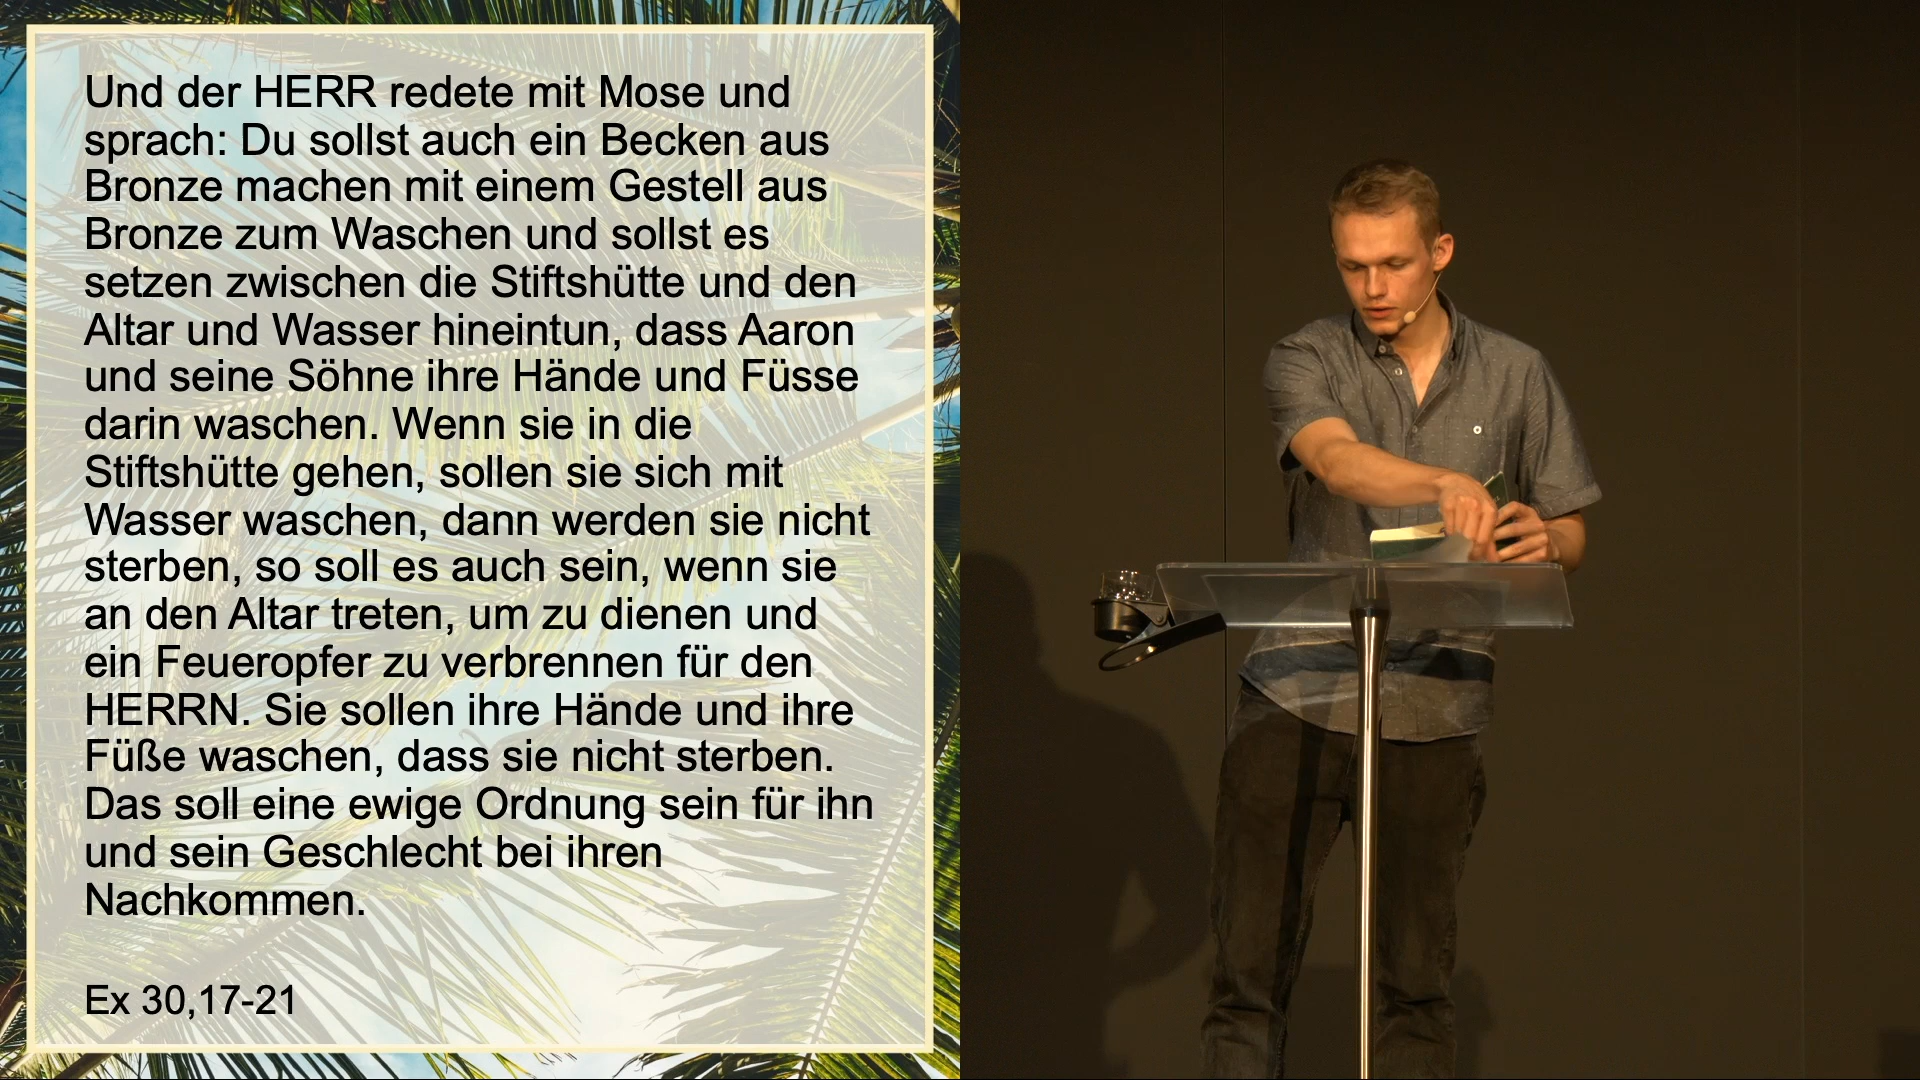 Und der HERR redete mit Mose und
sprach: Du sollst auch ein Becken aus
Bronze machen mit einem Gestell aus
Bronze zum Waschen und sollst es
setzen zwischen die Stiftshütte und den
Altar und Wasser hineintun, dass Aaron
und seine Söhne ihre Hände und Füsse
darin waschen. Wenn sie in die
Stiftshütte gehen, sollen sie sich mit
Wasser waschen, dann werden sie nicht
sterben, so soll es auch sein, wenn sie
an den Altar treten, um zu dienen und
ein Feueropfer zu verbrennen für den
HERRN. Sie sollen ihre Hände und ihre
Füße waschen, dass sie nicht sterben.
Das soll eine ewige Ordnung sein für ihn
und sein Geschlecht bei ihren
Nachkommen.
Ex 30,17-21